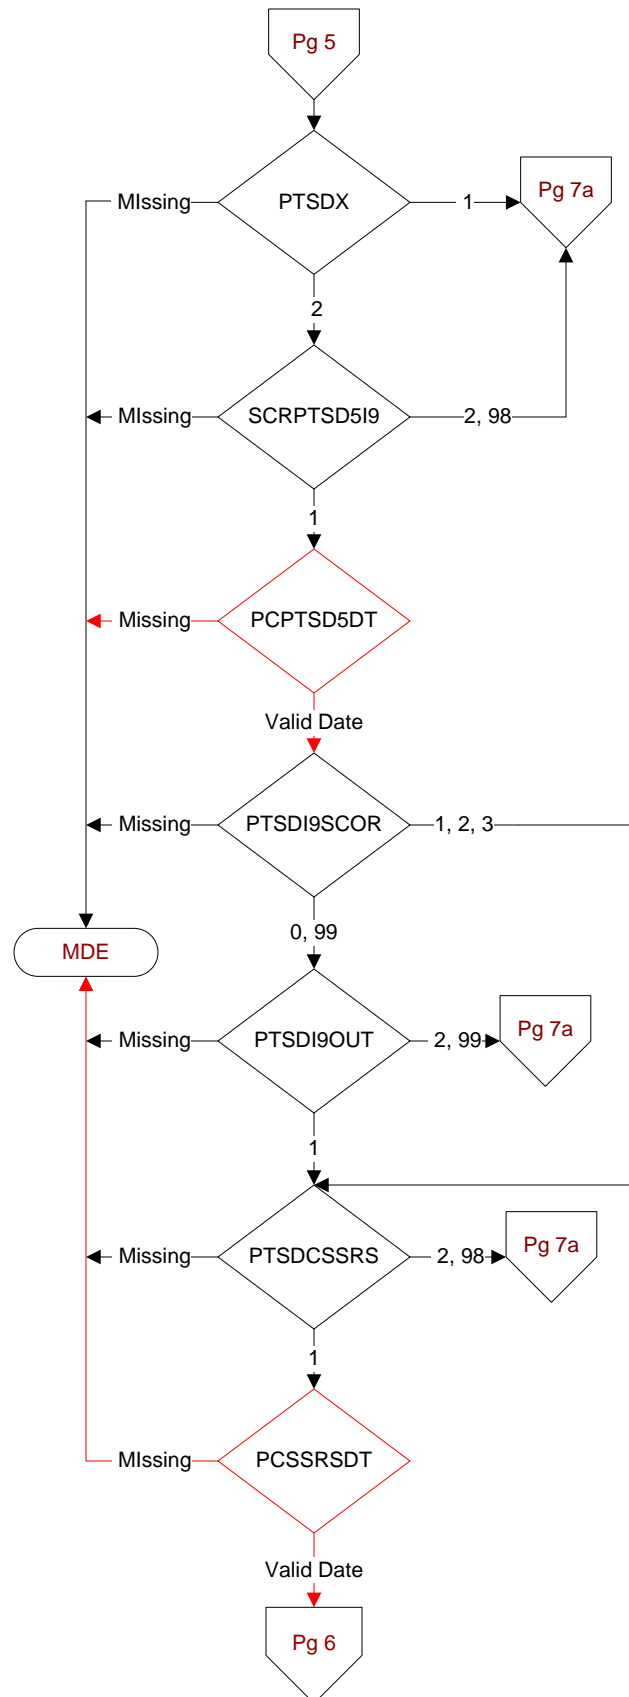 Pg 5
MIssing
PTSDX
1
Pg 7a
2
MIssing
SCRPTSD5I9
2, 98
1
Missing
PCPTSD5DT
Valid Date
Missing
PTSDI9SCOR
1, 2, 3
0, 99
MDE
Missing
PTSDI9OUT
2, 99
Pg 7a
1
Missing
PTSDCSSRS
2, 98
Pg 7a
1
MIssing
PCSSRSDT
Valid Date
Pg 6